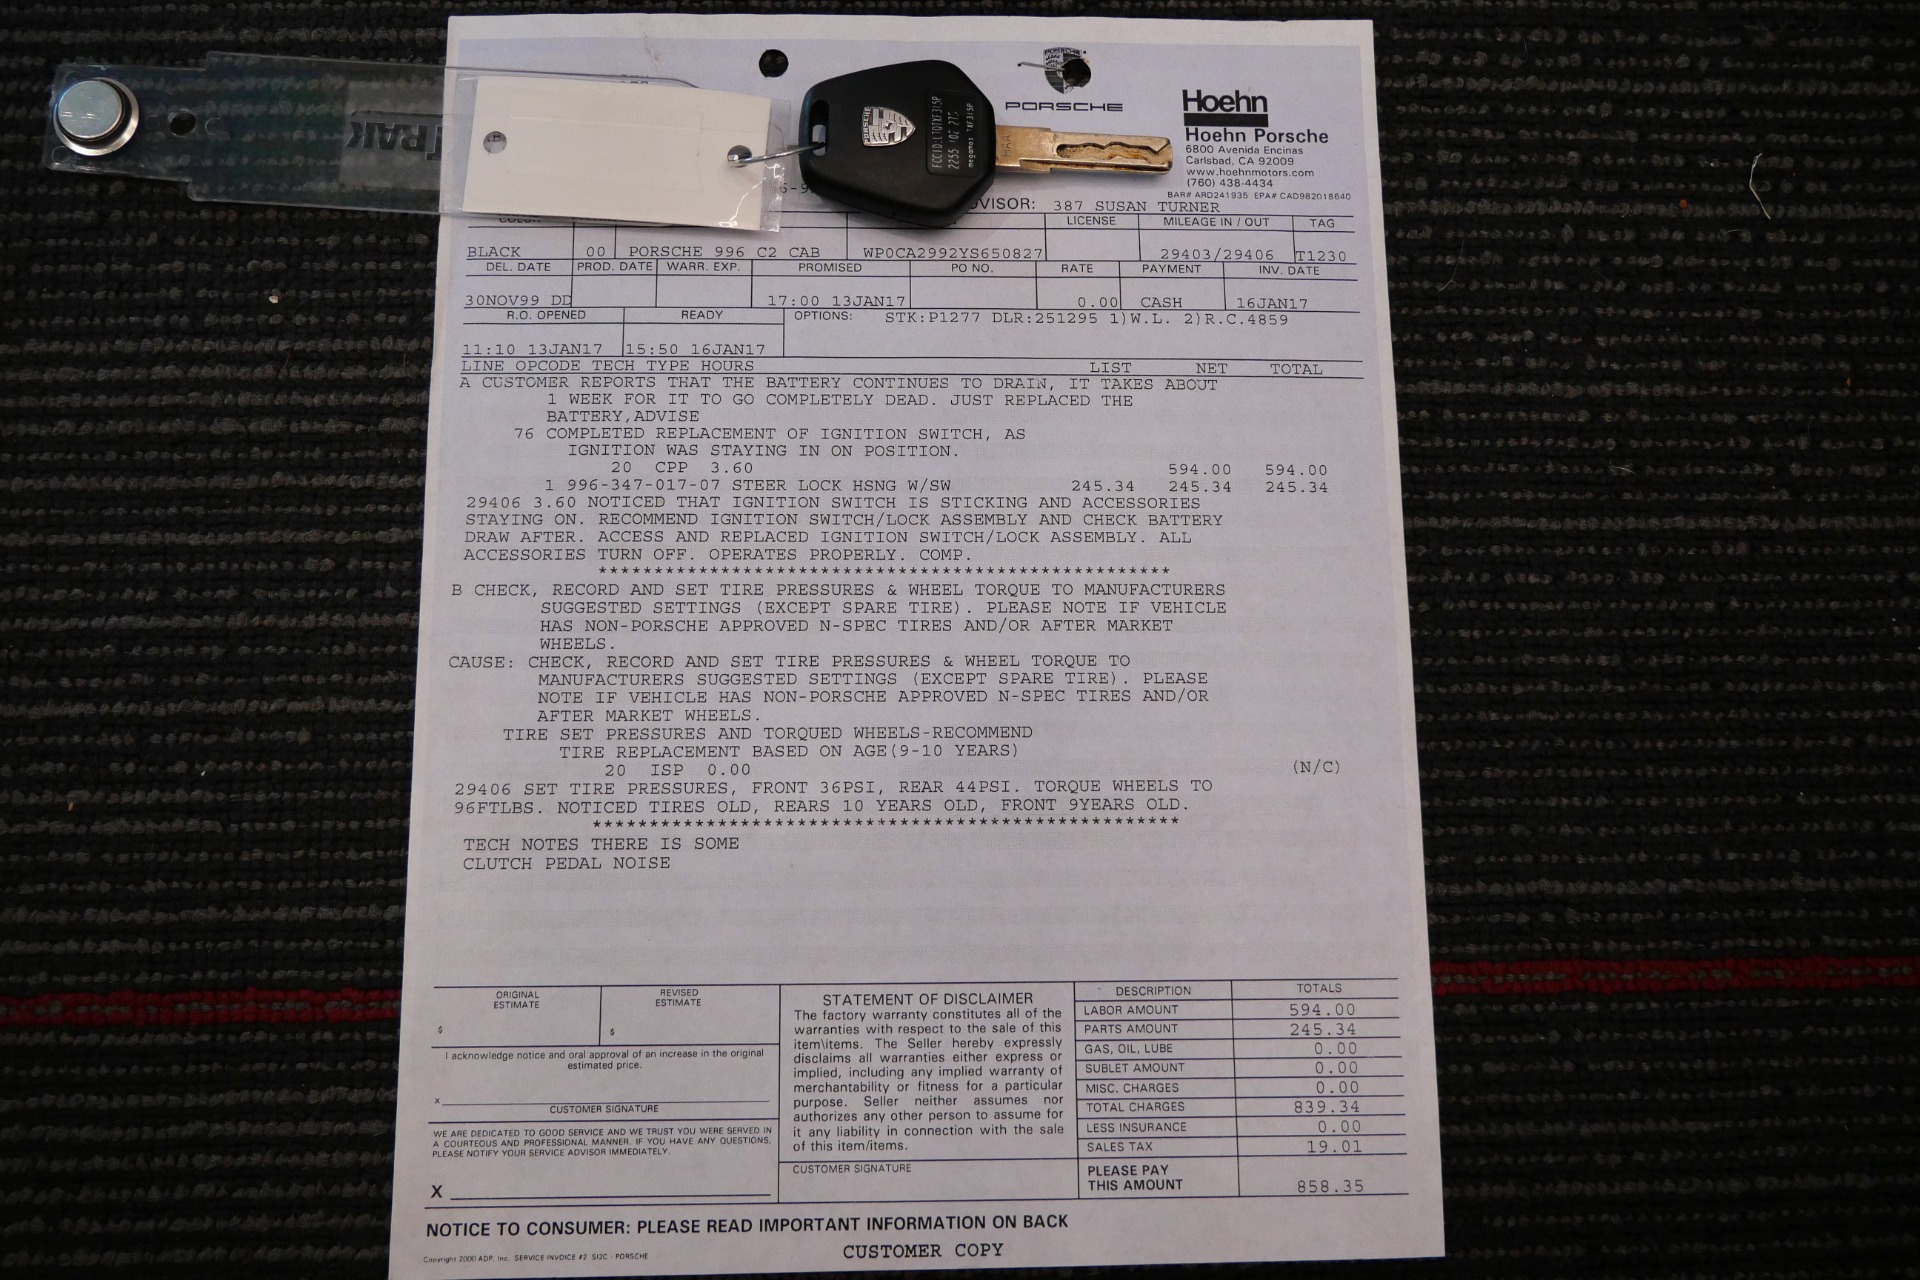 PORSCHE
PORSCHE
Hoehn
Hoehn Porsche
6800 Avenida Encinas
Carlsbad, CA 92009
www.hoehnmotors.com
(760) 438-4434
BAR# ARD241935 EPA# CAD982018640
TRAK
PORSCHE
VISOR: 387 SUSAN TURNER
COLOR LICENSE MILEAGE IN / OUT TAG
BLACK 00 PORSCHE 996 C2 CAB WP0CA2992YS650827 29403/29406 T1230
DEL. DATE PROD. DATE WARR. EXP. PROMISED PO NO. RATE PAYMENT INV. DATE
30NOV99 DD 17:00 13JAN17 0.00 CASH 16JAN17
R.O. OPENED READY OPTIONS: STK:P1277 DLR:251295 1)W.L. 2)R.C.4859
11:10 13JAN17 15:50 16JAN17
LINE OPCODE TECH TYPE HOURS LIST NET TOTAL
A CUSTOMER REPORTS THAT THE BATTERY CONTINUES TO DRAIN, IT TAKES ABOUT
1 WEEK FOR IT TO GO COMPLETELY DEAD. JUST REPLACED THE
BATTERY,ADVISE
76 COMPLETED REPLACEMENT OF IGNITION SWITCH, AS
IGNITION WAS STAYING IN ON POSITION.
20 CPP 3.60 594.00 594.00
1 996-347-017-07 STEER LOCK HSNG W/SW 245.34 245.34 245.34
29406 3.60 NOTICED THAT IGNITION SWITCH IS STICKING AND ACCESSORIES
STAYING ON. RECOMMEND IGNITION SWITCH/LOCK ASSEMBLY AND CHECK BATTERY
DRAW AFTER. ACCESS AND REPLACED IGNITION SWITCH/LOCK ASSEMBLY. ALL
ACCESSORIES TURN OFF. OPERATES PROPERLY. COMP.
****************************************************
B CHECK, RECORD AND SET TIRE PRESSURES & WHEEL TORQUE TO MANUFACTURERS
SUGGESTED SETTINGS (EXCEPT SPARE TIRE). PLEASE NOTE IF VEHICLE
HAS NON-PORSCHE APPROVED N-SPEC TIRES AND/OR AFTER MARKET
WHEELS.
CAUSE: CHECK, RECORD AND SET TIRE PRESSURES & WHEEL TORQUE TO
MANUFACTURERS SUGGESTED SETTINGS (EXCEPT SPARE TIRE). PLEASE
NOTE IF VEHICLE HAS NON-PORSCHE APPROVED N-SPEC TIRES AND/OR
AFTER MARKET WHEELS.
TIRE SET PRESSURES AND TORQUED WHEELS-RECOMMEND
TIRE REPLACEMENT BASED ON AGE(9-10 YEARS)
20 ISP 0.00 (N/C)
29406 SET TIRE PRESSURES, FRONT 36PSI, REAR 44PSI. TORQUE WHEELS TO
96FTLBS. NOTICED TIRES OLD, REARS 10 YEARS OLD, FRONT 9YEARS OLD.
****************************************************
TECH NOTES THERE IS SOME
CLUTCH PEDAL NOISE
ORIGINAL
ESTIMATE
$
REVISED
ESTIMATE
$
I acknowledge notice and oral approval of an increase in the original
estimated price.
x
CUSTOMER SIGNATURE
WE ARE DEDICATED TO GOOD SERVICE AND WE TRUST YOU WERE SERVED IN
A COURTEOUS AND PROFESSIONAL MANNER. IF YOU HAVE ANY QUESTIONS,
PLEASE NOTIFY YOUR SERVICE ADVISOR IMMEDIATELY.
X
STATEMENT OF DISCLAIMER
The factory warranty constitutes all of the
warranties with respect to the sale of this
item\items. The Seller hereby expressly
disclaims all warranties either express or
implied, including any implied warranty of
merchantability or fitness for a particular
purpose. Seller neither assumes nor
authorizes any other person to assume for
it any liability in connection with the sale
of this item/items.
CUSTOMER SIGNATURE
DESCRIPTION TOTALS
LABOR AMOUNT 594.00
PARTS AMOUNT 245.34
GAS, OIL, LUBE 0.00
SUBLET AMOUNT 0.00
MISC. CHARGES 0.00
TOTAL CHARGES 839.34
LESS INSURANCE 0.00
SALES TAX 19.01
PLEASE PAY
THIS AMOUNT 858.35
NOTICE TO CONSUMER: PLEASE READ IMPORTANT INFORMATION ON BACK
Copyright 2000 ADP, Inc. SERVICE INVOICE #2 SI2C - PORSCHE
CUSTOMER COPY